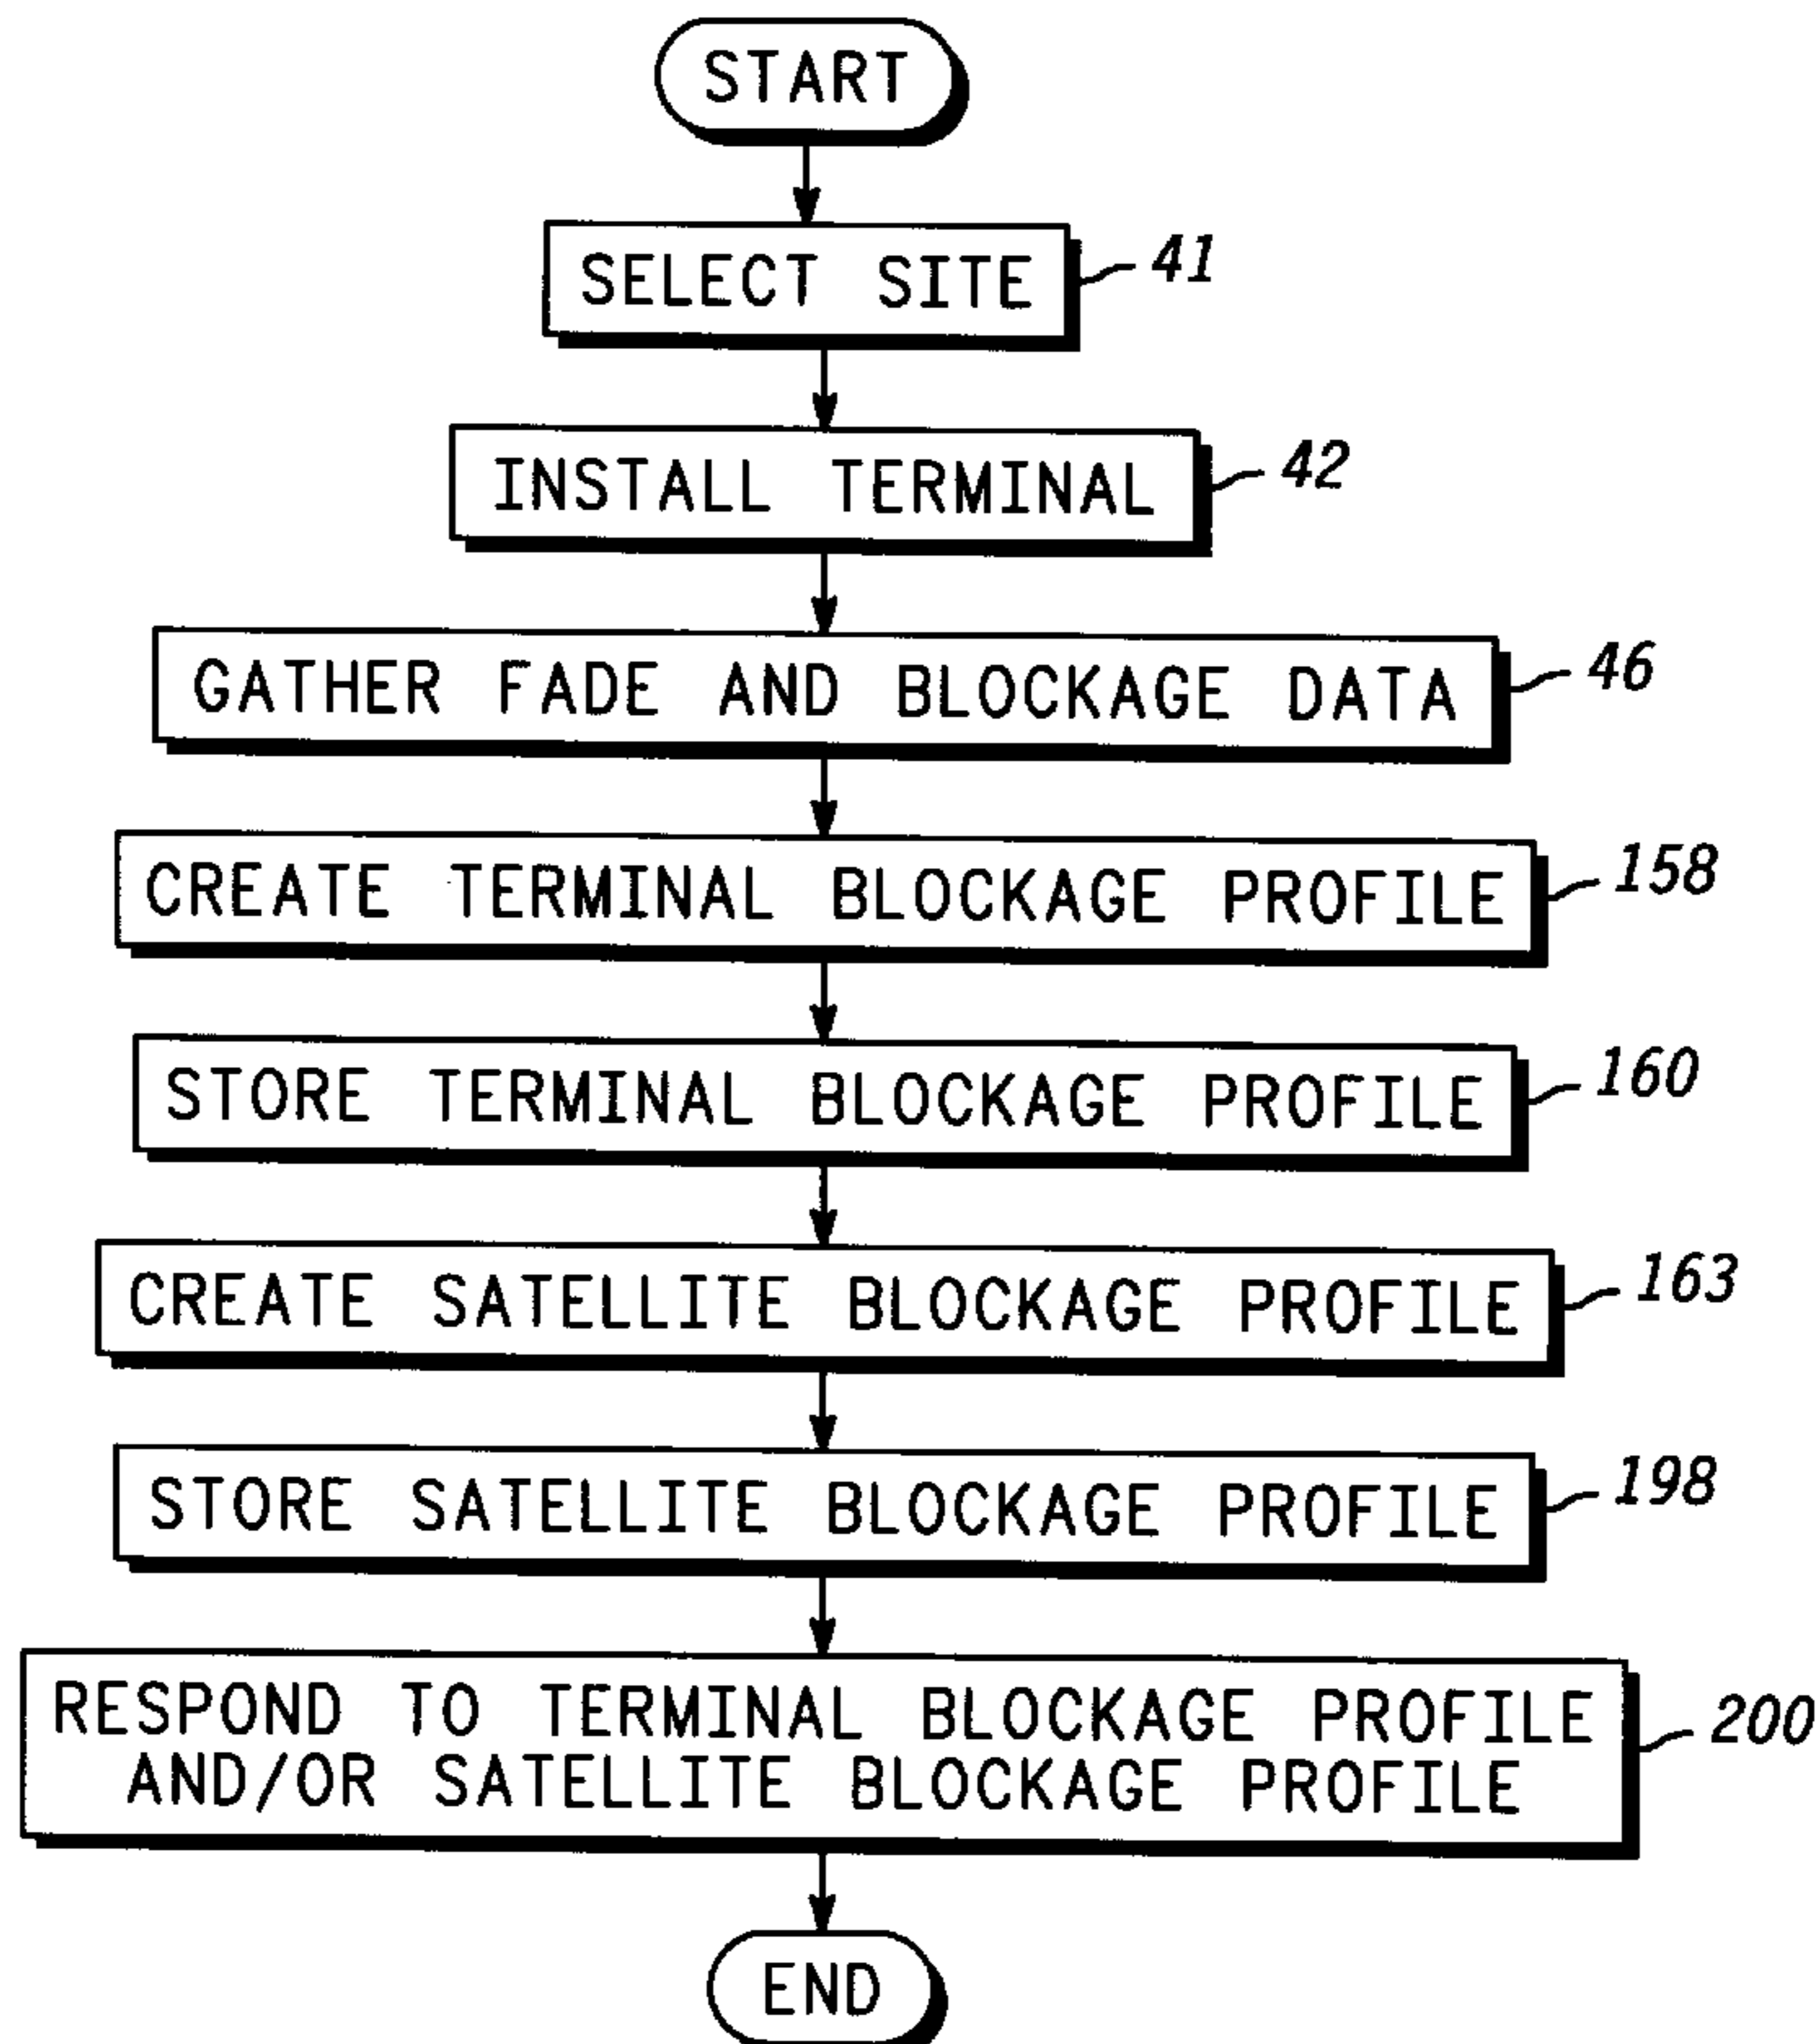 START
SELECT SITE
41
INSTALL TERMINAL
42
GATHER FADE AND BLOCKAGE DATA
46
CREATE TERMINAL BLOCKAGE PROFILE
158
STORE TERMINAL BLOCKAGE PROFILE
160
CREATE SATELLITE BLOCKAGE PROFILE
163
STORE SATELLITE BLOCKAGE PROFILE
198
RESPOND TO TERMINAL BLOCKAGE PROFILE
AND/OR SATELLITE BLOCKAGE PROFILE
200
END